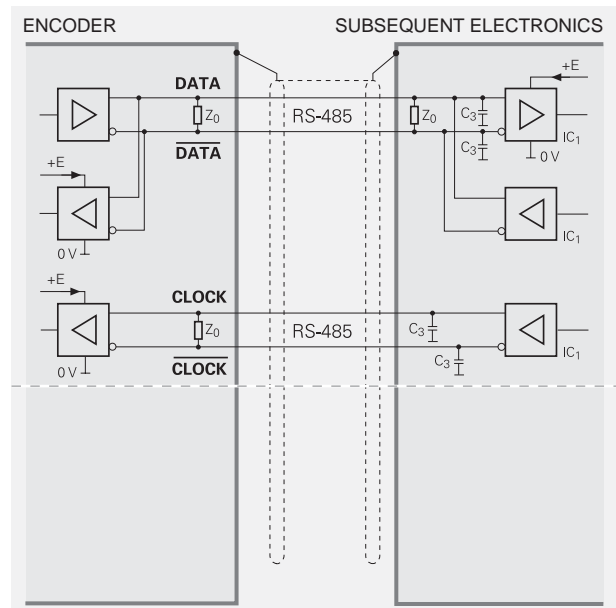 ENCODER SUBSEQUENT ELECTRONICS
+E
DATA
Z0 RS-485 Z0 C3 IC1
DATA C3 0 V
+E
0 V IC1
+E
CLOCK
Z0 RS-485 C3
0 V CLOCK C3 IC1